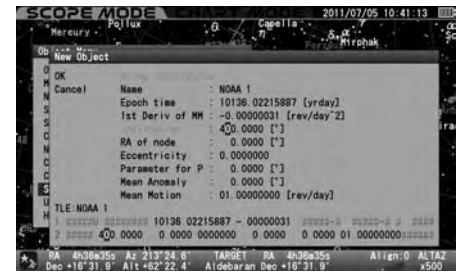 SCOPE MODE 2011/07/05 10:41:13
Mercury Pollux α Capella
η Mirphak
New Object
OK
Cancel Name : NOAA 1
Epoch time : 10136.02215887 [yrday]
1st Deriv of MM : -0.00000031 [rev/day^2]
: 400.0000 [°]
RA of node : 0.0000 [°]
Eccentricity : 0.0000000
Parameter for P : 0.0000 [°]
Mean Anomaly : 0.0000 [°]
Mean Motion : 01.00000000 [rev/day]
TLE:NOAA 1
1 ##### ######## 10136 02215887 - 00000031 #####-# #####-# # #####
2 ##### 400 0000 0 0000 0000000 0 0000 0 0000 01 00000000######
RA 4h36m35s Az 213°24.6' TARGET RA 4h36m35s Align:0 ALTAZ
Dec +16°31.9' Alt +62°22.4' Aldebaran Dec +16°31.9' x500